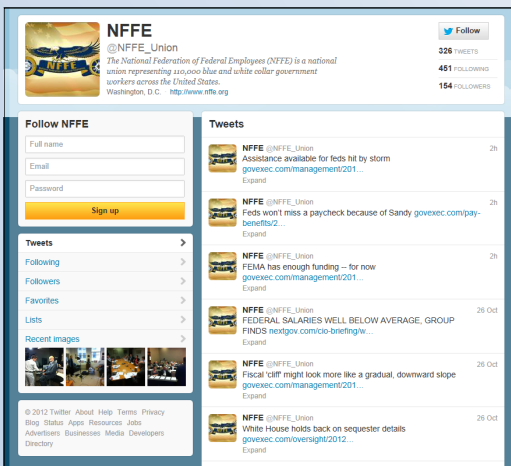 NFFE
@NFFE_Union
The National Federation of Federal Employees (NFFE) is a national
union representing 110,000 blue and white collar government
workers across the United States.
Washington, D.C. http://www.nffe.org
Follow
326 TWEETS
451 FOLLOWING
154 FOLLOWERS
NFFE
Follow NFFE
Full name
Email
Password
Sign up
Tweets
Following
Followers
Favorites
Lists
Recent images
© 2012 Twitter About Help Terms Privacy
Blog Status Apps Resources Jobs
Advertisers Businesses Media Developers
Directory
Tweets
NFFE @NFFE_Union 2h
Assistance available for feds hit by storm
govexec.com/management/201...
Expand
NFFE @NFFE_Union 2h
Feds won't miss a paycheck because of Sandy govexec.com/pay-
benefits/2...
Expand
NFFE @NFFE_Union 2h
FEMA has enough funding -- for now
govexec.com/management/201...
Expand
NFFE @NFFE_Union 26 Oct
FEDERAL SALARIES WELL BELOW AVERAGE, GROUP
FINDS nextgov.com/cio-briefing/w...
Expand
NFFE @NFFE_Union 26 Oct
Fiscal 'cliff' might look more like a gradual, downward slope
govexec.com/management/201...
Expand
NFFE @NFFE_Union 26 Oct
White House holds back on sequester details
govexec.com/oversight/2012...
Expand